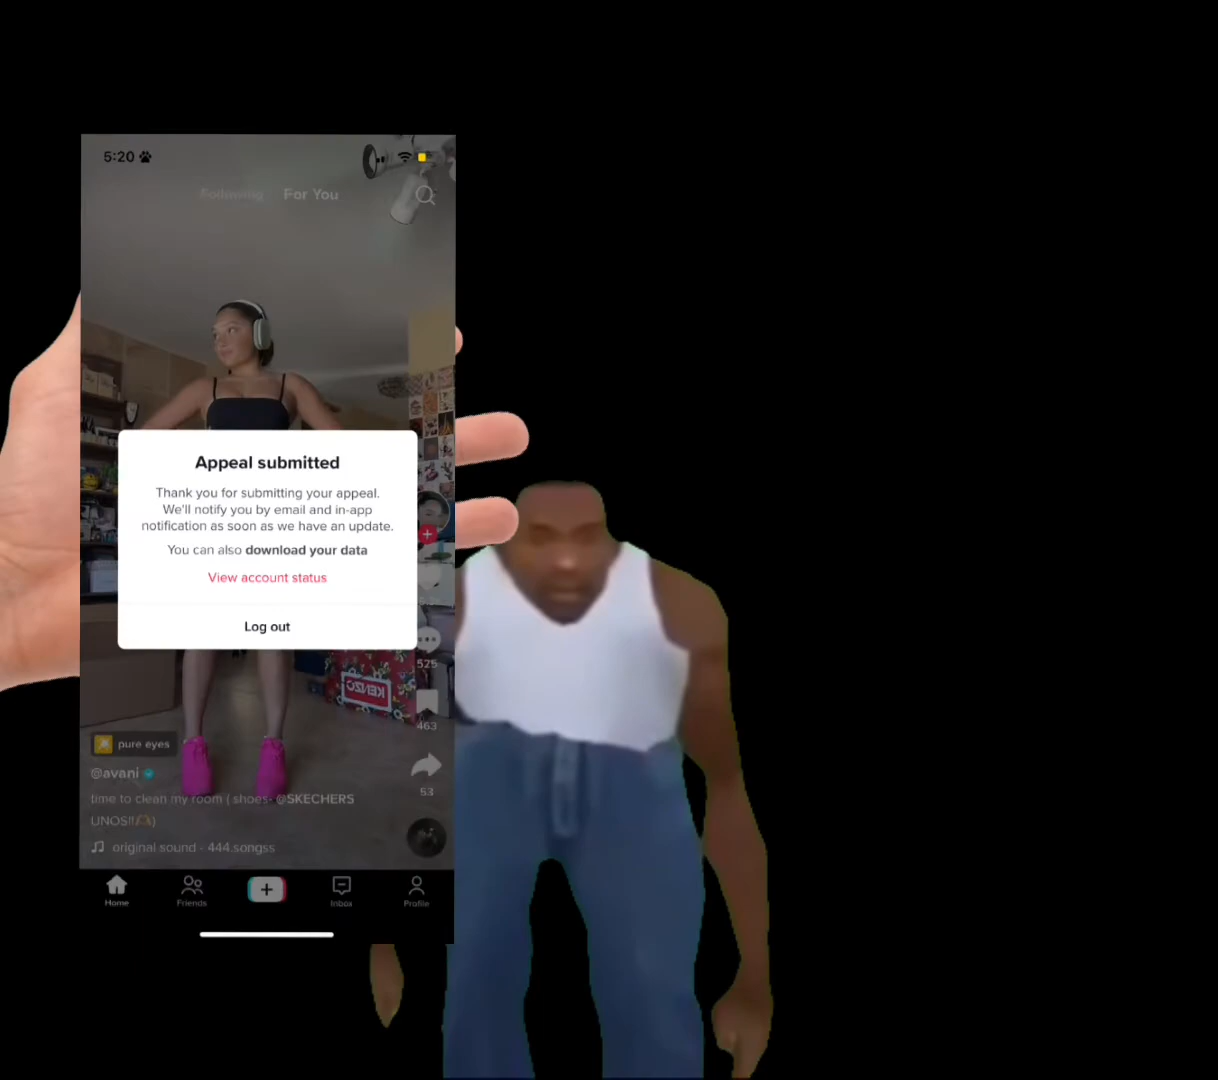 5:20
Following For You
Appeal submitted
Thank you for submitting your appeal.
We'll notify you by email and in-app
notification as soon as we have an update.
You can also download your data
View account status
Log out
525
KENZO
463
pure eyes
@avani
53
time to clean my room ( shoes- @SKECHERS
UNOS!!🫶🏽)
original sound - 444.songss
Home
Friends
Inbox
Profile